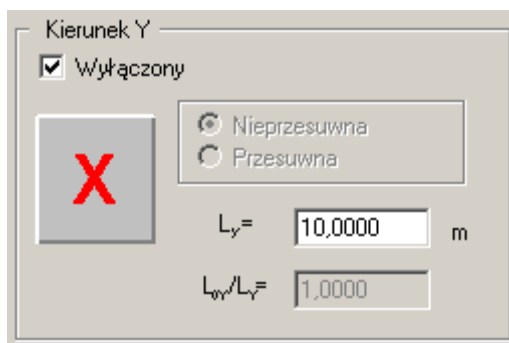 Kierunek Y
Wyłączony
X
Nieprzesuwna
Przesuwna
Ly= 10,0000 m
LwY/LY= 1,0000